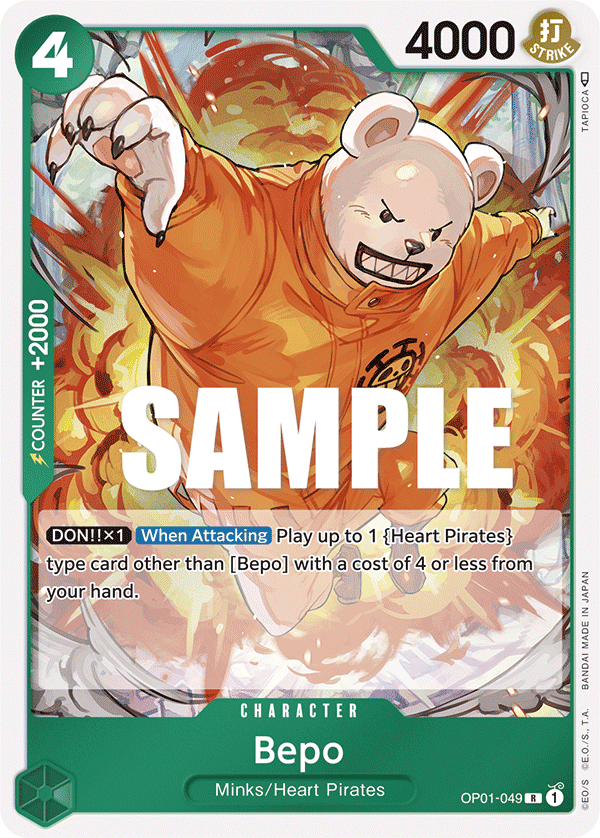 4
4000
打
STRIKE
TAPIOCA
COUNTER +2000
SAMPLE
DON!!×1 When Attacking Play up to 1 {Heart Pirates}
type card other than [Bepo] with a cost of 4 or less from
your hand.
©EO/S ©E.O./S., T.A. BANDAI MADE IN JAPAN
CHARACTER
Bepo
Minks/Heart Pirates
OP01-049 R 1